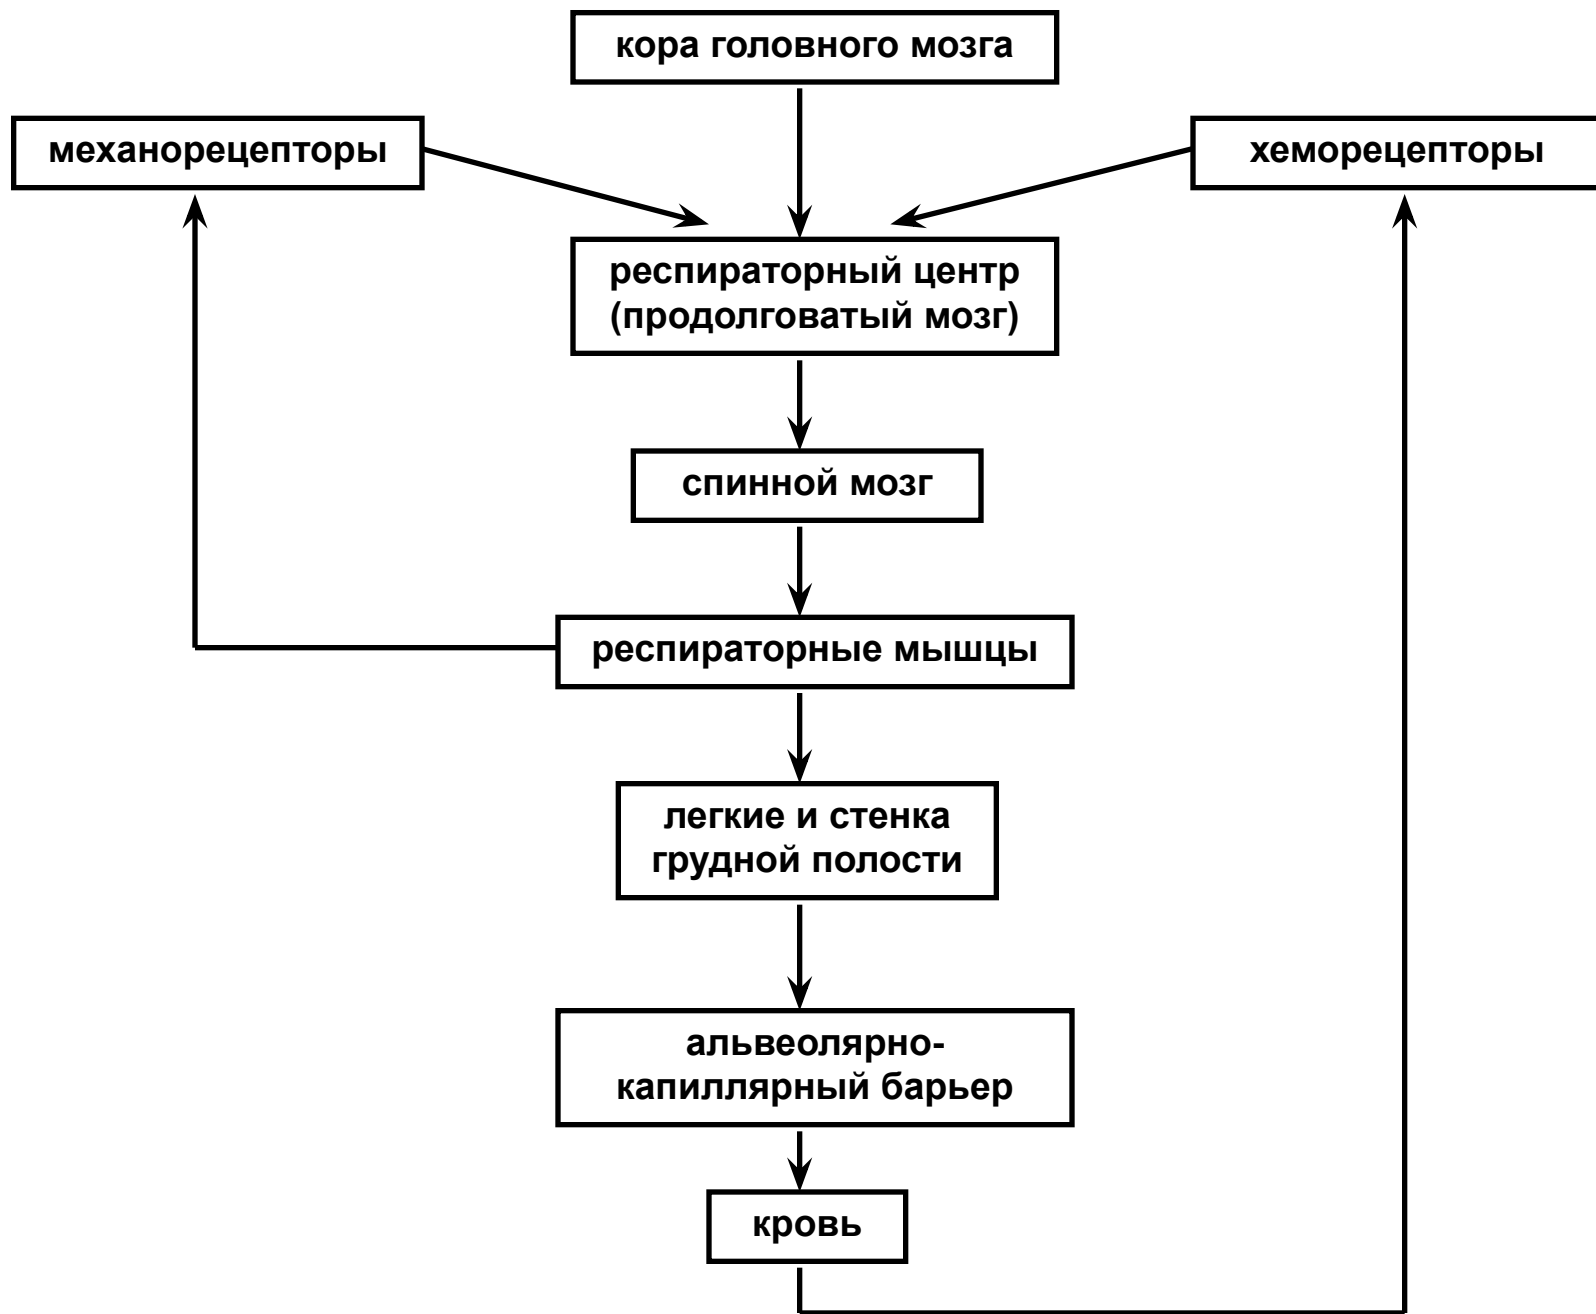 кора головного мозга
механорецепторы
хеморецепторы
респираторный центр
(продолговатый мозг)
спинной мозг
респираторные мышцы
легкие и стенка
грудной полости
альвеолярно-
капиллярный барьер
кровь